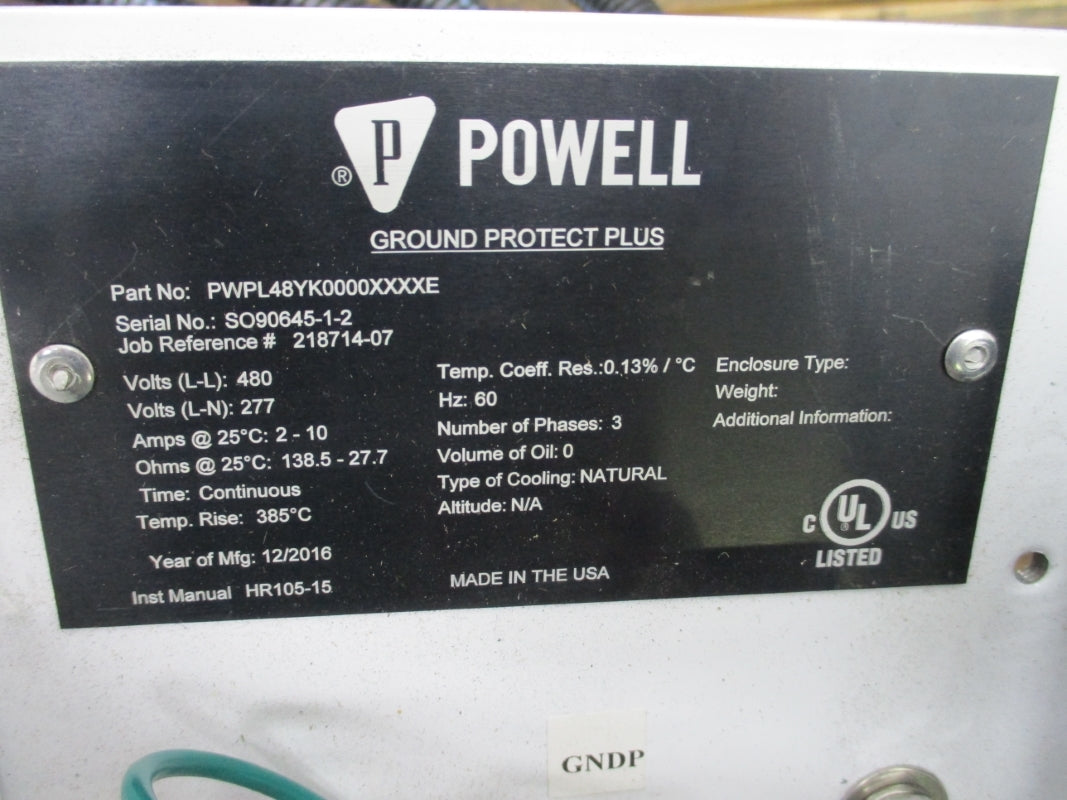 P
® POWELL
GROUND PROTECT PLUS
Part No: PWPL48YK0000XXXXE
Serial No.: SO90645-1-2
Job Reference # 218714-07
Volts (L-L): 480
Volts (L-N): 277
Amps @ 25°C: 2 - 10
Ohms @ 25°C: 138.5 - 27.7
Time: Continuous
Temp. Rise: 385°C
Year of Mfg: 12/2016
Inst Manual HR105-15
Temp. Coeff. Res.:0.13% / °C
Hz: 60
Number of Phases: 3
Volume of Oil: 0
Type of Cooling: NATURAL
Altitude: N/A
MADE IN THE USA
Enclosure Type:
Weight:
Additional Information:
C UL ® US
LISTED
GNDP